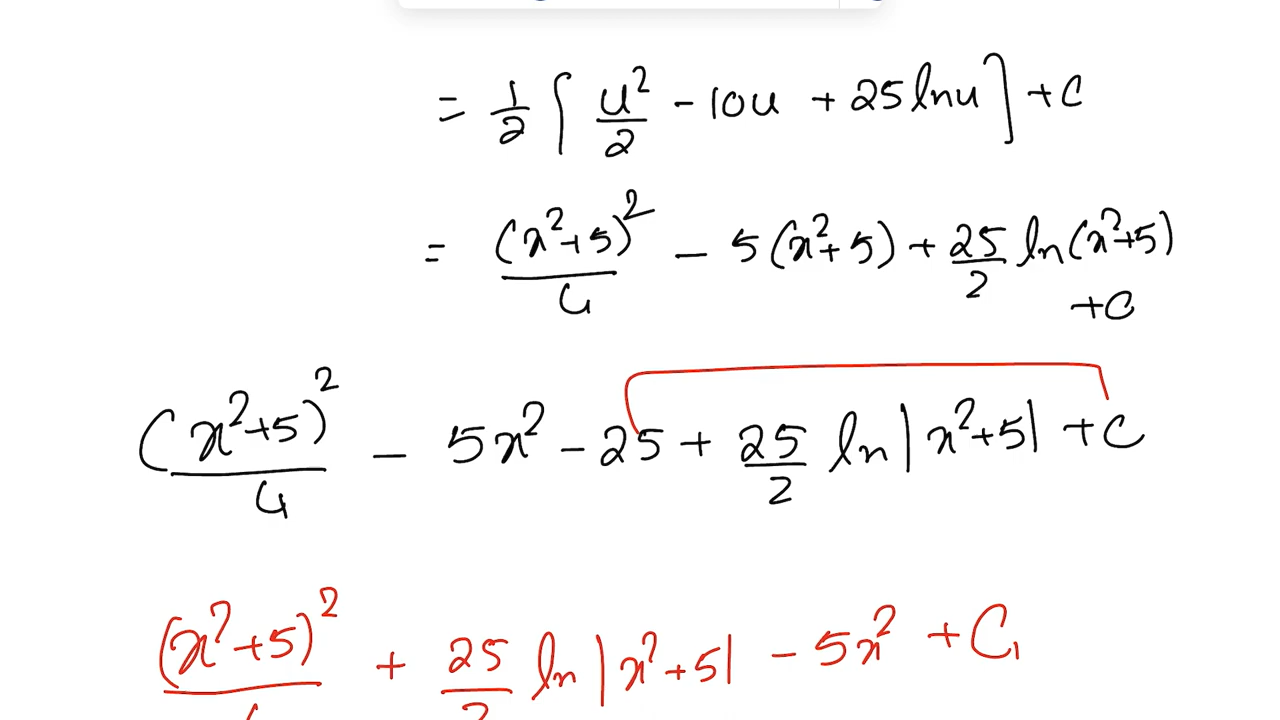 = 1/2 [ u²/2 - 10u + 25 ln u ] + C
= (x²+5)²/4 - 5(x²+5) + 25/2 ln(x²+5)
+C
(x²+5)²/4 - 5x² - 25 + 25/2 ln|x²+5| + C
(x²+5)²/4 + 25/2 ln|x²+5| - 5x² + C₁